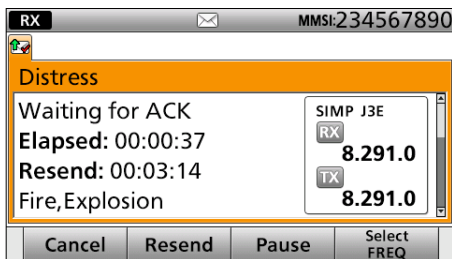 RX MMSI:234567890
Distress
Waiting for ACK
Elapsed: 00:00:37
Resend: 00:03:14
Fire,Explosion
SIMP J3E
RX
8.291.0
TX
8.291.0
Cancel Resend Pause Select FREQ